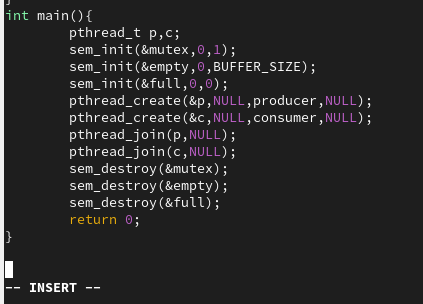 }
int main(){
        pthread_t p,c;
        sem_init(&mutex,0,1);
        sem_init(&empty,0,BUFFER_SIZE);
        sem_init(&full,0,0);
        pthread_create(&p,NULL,producer,NULL);
        pthread_create(&c,NULL,consumer,NULL);
        pthread_join(p,NULL);
        pthread_join(c,NULL);
        sem_destroy(&mutex);
        sem_destroy(&empty);
        sem_destroy(&full);
        return 0;
}
-- INSERT --